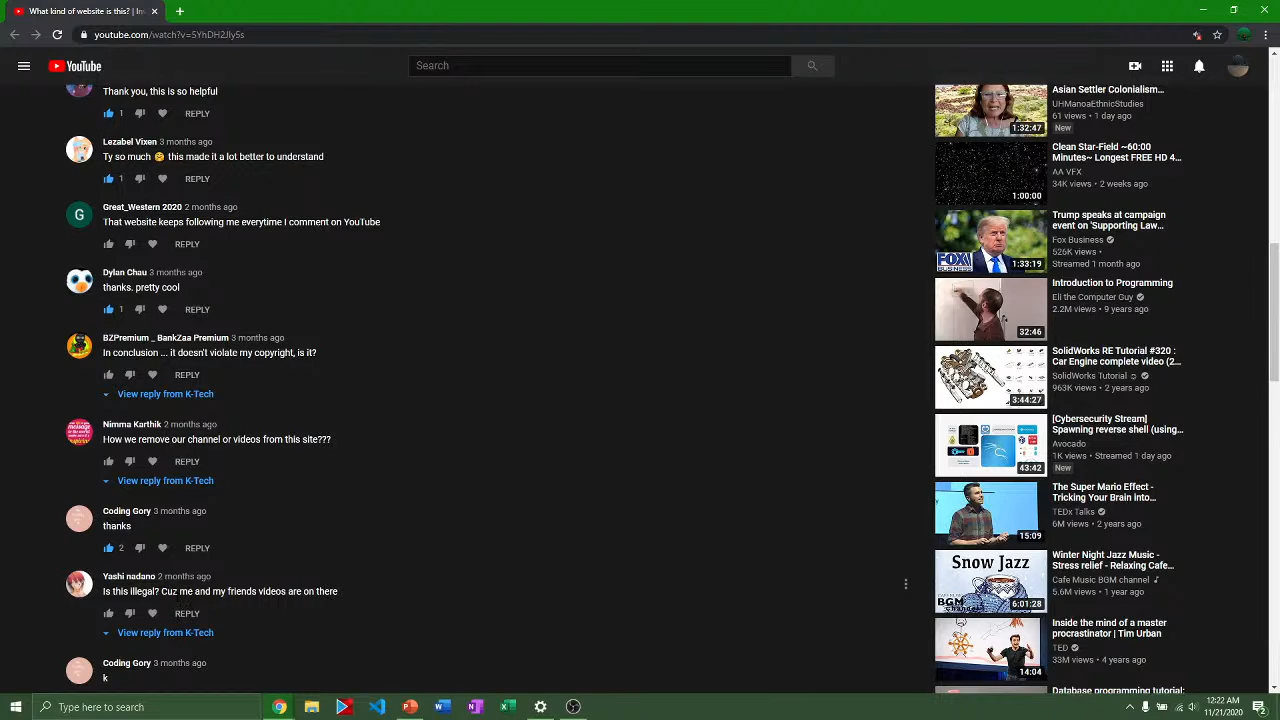 What kind of website is this? | In
youtube.com/watch?v=5YhDH2JIy5s
YouTube
Search
Thank you, this is so helpful
1 REPLY
Lezabel Vixen 3 months ago
Ty so much 🤗 this made it a lot better to understand
1 REPLY
Great_Western 2020 2 months ago
G
That website keeps following me everytime I comment on YouTube
REPLY
Dylan Chau 3 months ago
thanks. pretty cool
1 REPLY
BZPremium _ BankZaa Premium 3 months ago
In conclusion ... it doesn't violate my copyright, is it?
REPLY
View reply from K-Tech
Nimma Karthik 2 months ago
How we remove our channel or videos from their site ..?
REPLY
View reply from K-Tech
Coding Gory 3 months ago
thanks
2 REPLY
Yashi nadano 2 months ago
Is this illegal? Cuz me and my friends videos are on there
REPLY
View reply from K-Tech
Coding Gory 3 months ago
k
1:32:47
Asian Settler Colonialism...
UHManoaEthnicStudies
61 views • 1 day ago
New
1:00:00
Clean Star-Field ~60:00
Minutes~ Longest FREE HD 4...
AA VFX
34K views • 2 weeks ago
FOX
BUSINESS
1:33:19
Trump speaks at campaign
event on 'Supporting Law...
Fox Business
526K views •
Streamed 1 month ago
32:46
Introduction to Programming
Eli the Computer Guy
2.2M views • 9 years ago
3:44:27
SolidWorks RE Tutorial #320 :
Car Engine complete video (2...
SolidWorks Tutorial ☺
963K views • 2 years ago
43:42
[Cybersecurity Stream]
Spawning reverse shell (using...
Avocado
1K views • Streamed 1 day ago
New
15:09
The Super Mario Effect -
Tricking Your Brain into...
TEDx Talks
6M views • 2 years ago
Snow Jazz
BGM
channel
6:01:28
Winter Night Jazz Music -
Stress relief - Relaxing Cafe...
Cafe Music BGM channel
5.6M views • 1 year ago
14:04
Inside the mind of a master
procrastinator | Tim Urban
TED
33M views • 4 years ago
Database programming tutorial:
Type here to search
12:22 AM
11/21/2020
2